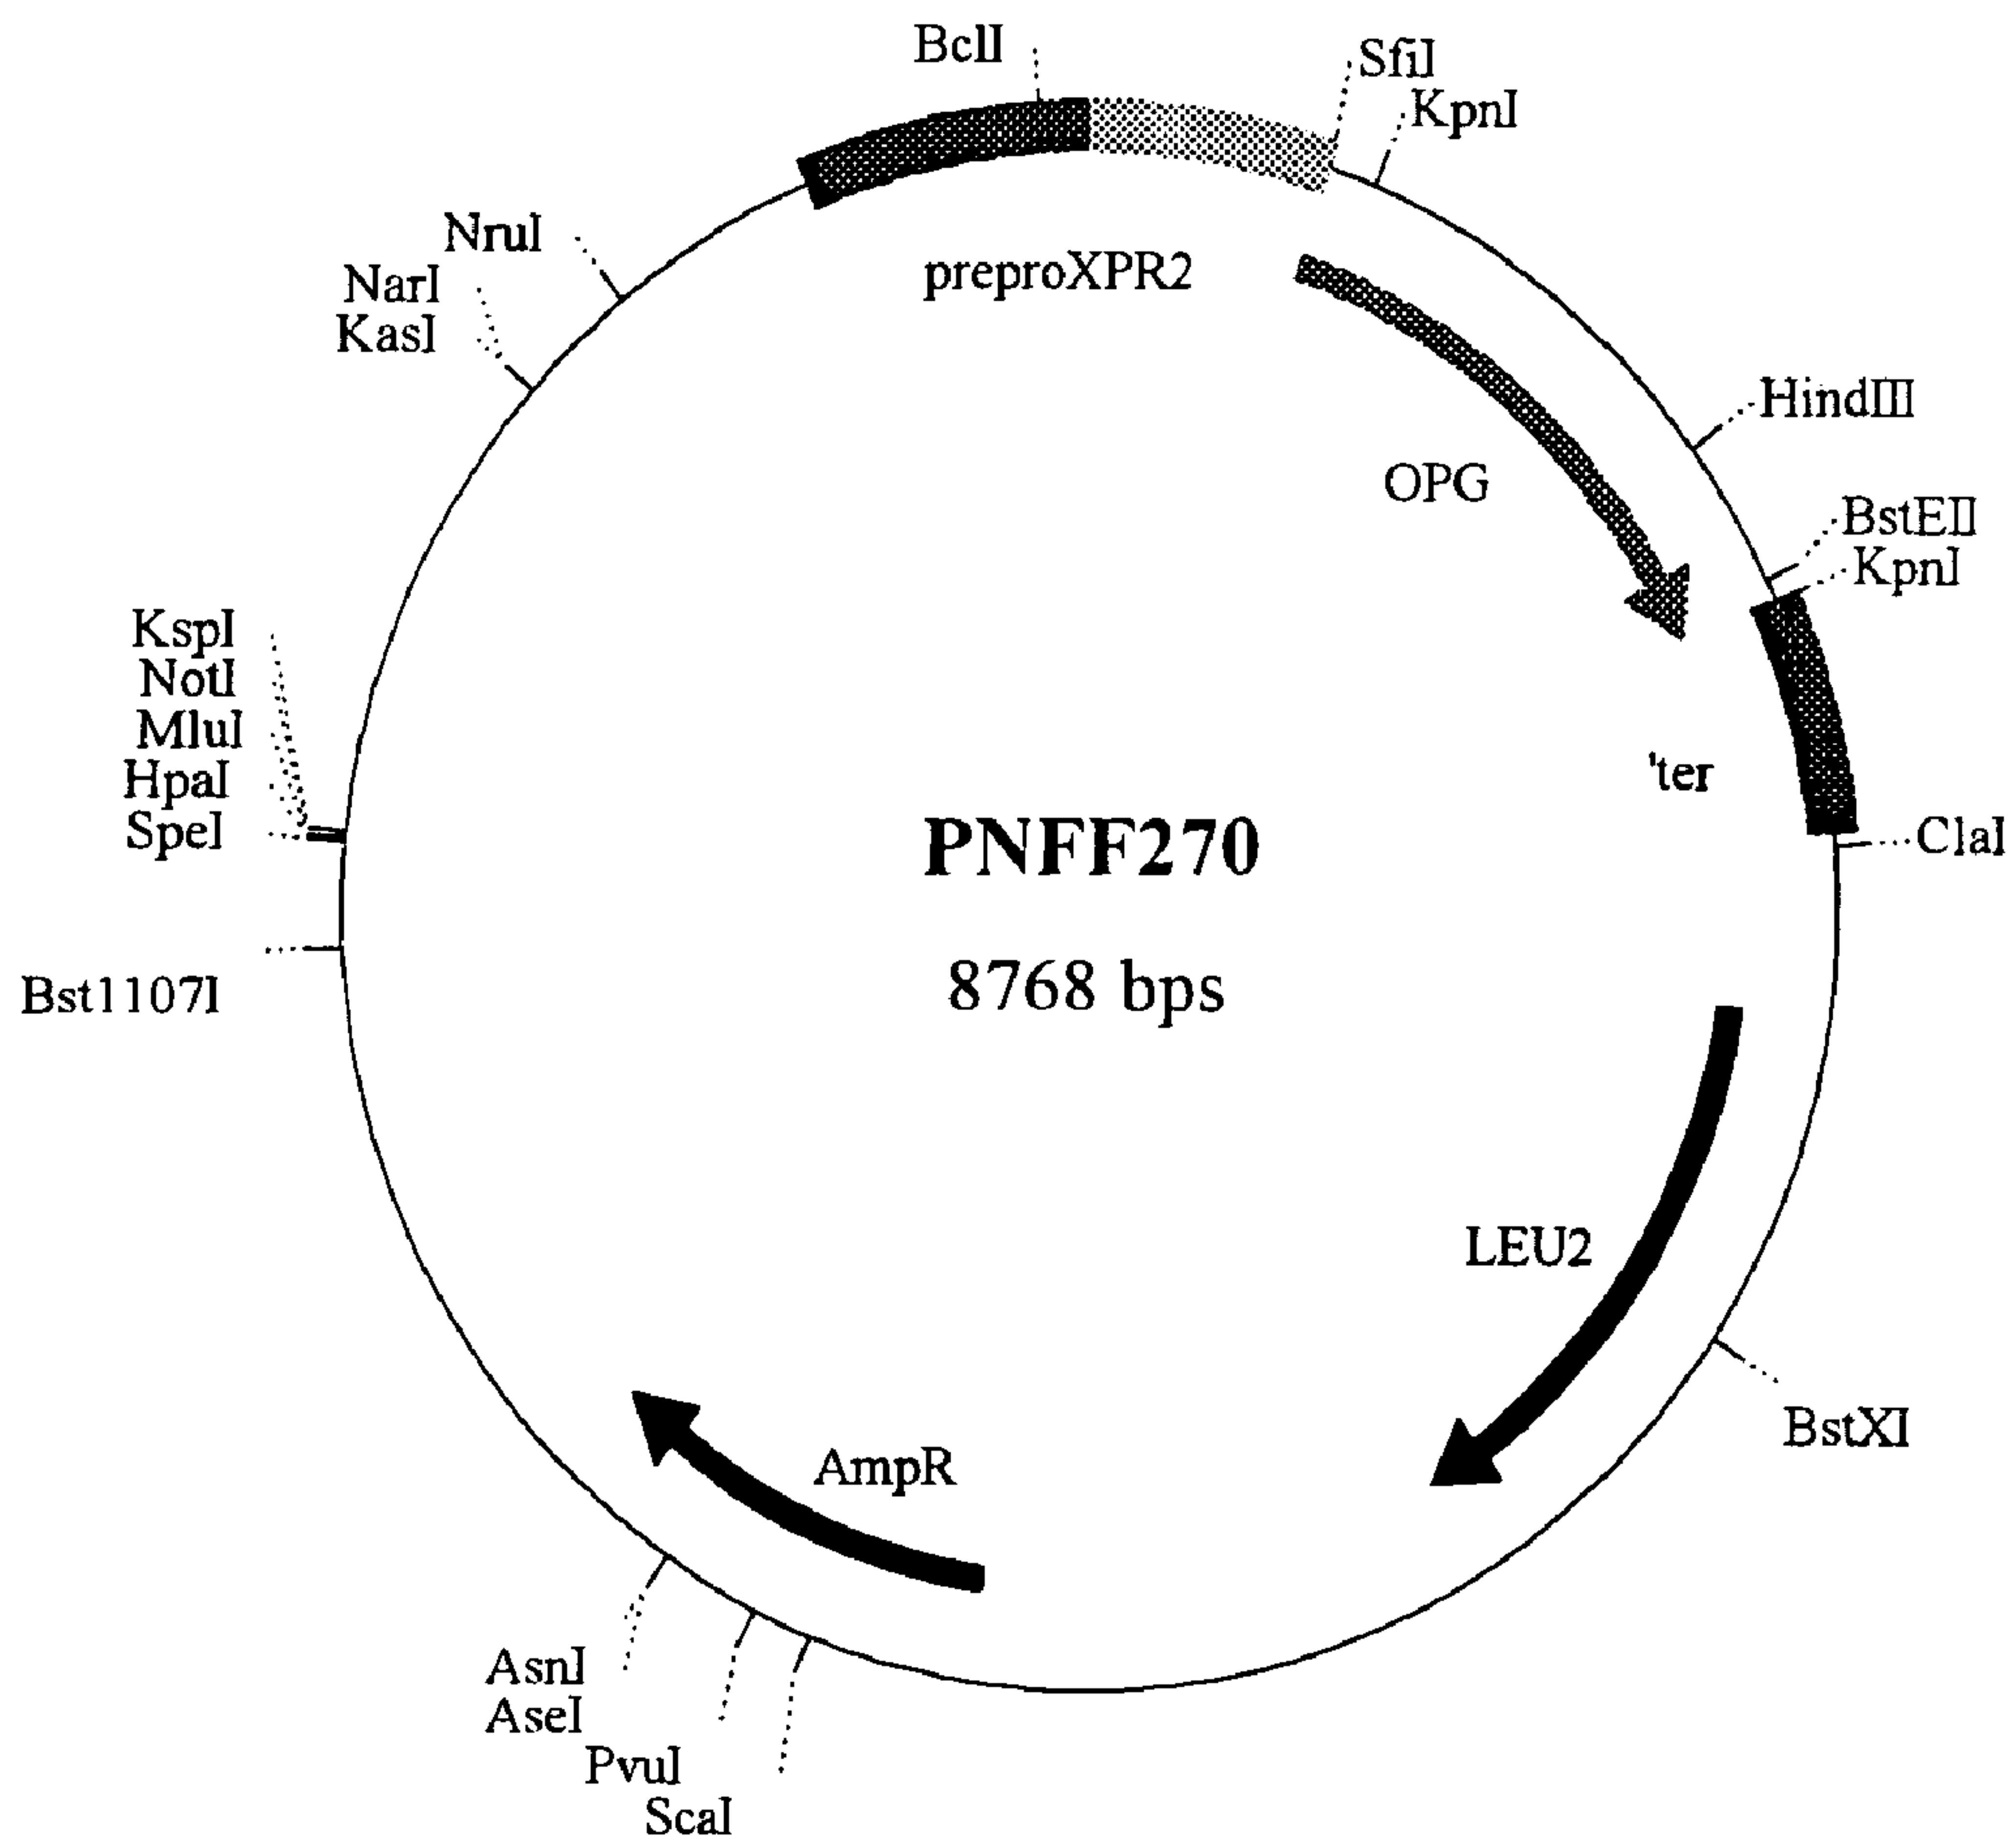 BclI
SfiI
KpnI
NruI
NarI
KasI
preproXPR2
HindIII
OPG
BstEII
KpnI
KspI
NotI
MluI
HpaI
SpeI
'ter
ClaI
PNFF270
8768 bps
Bst1107I
LEU2
BstXI
AmpR
AsnI
AseI
PvuI
ScaI